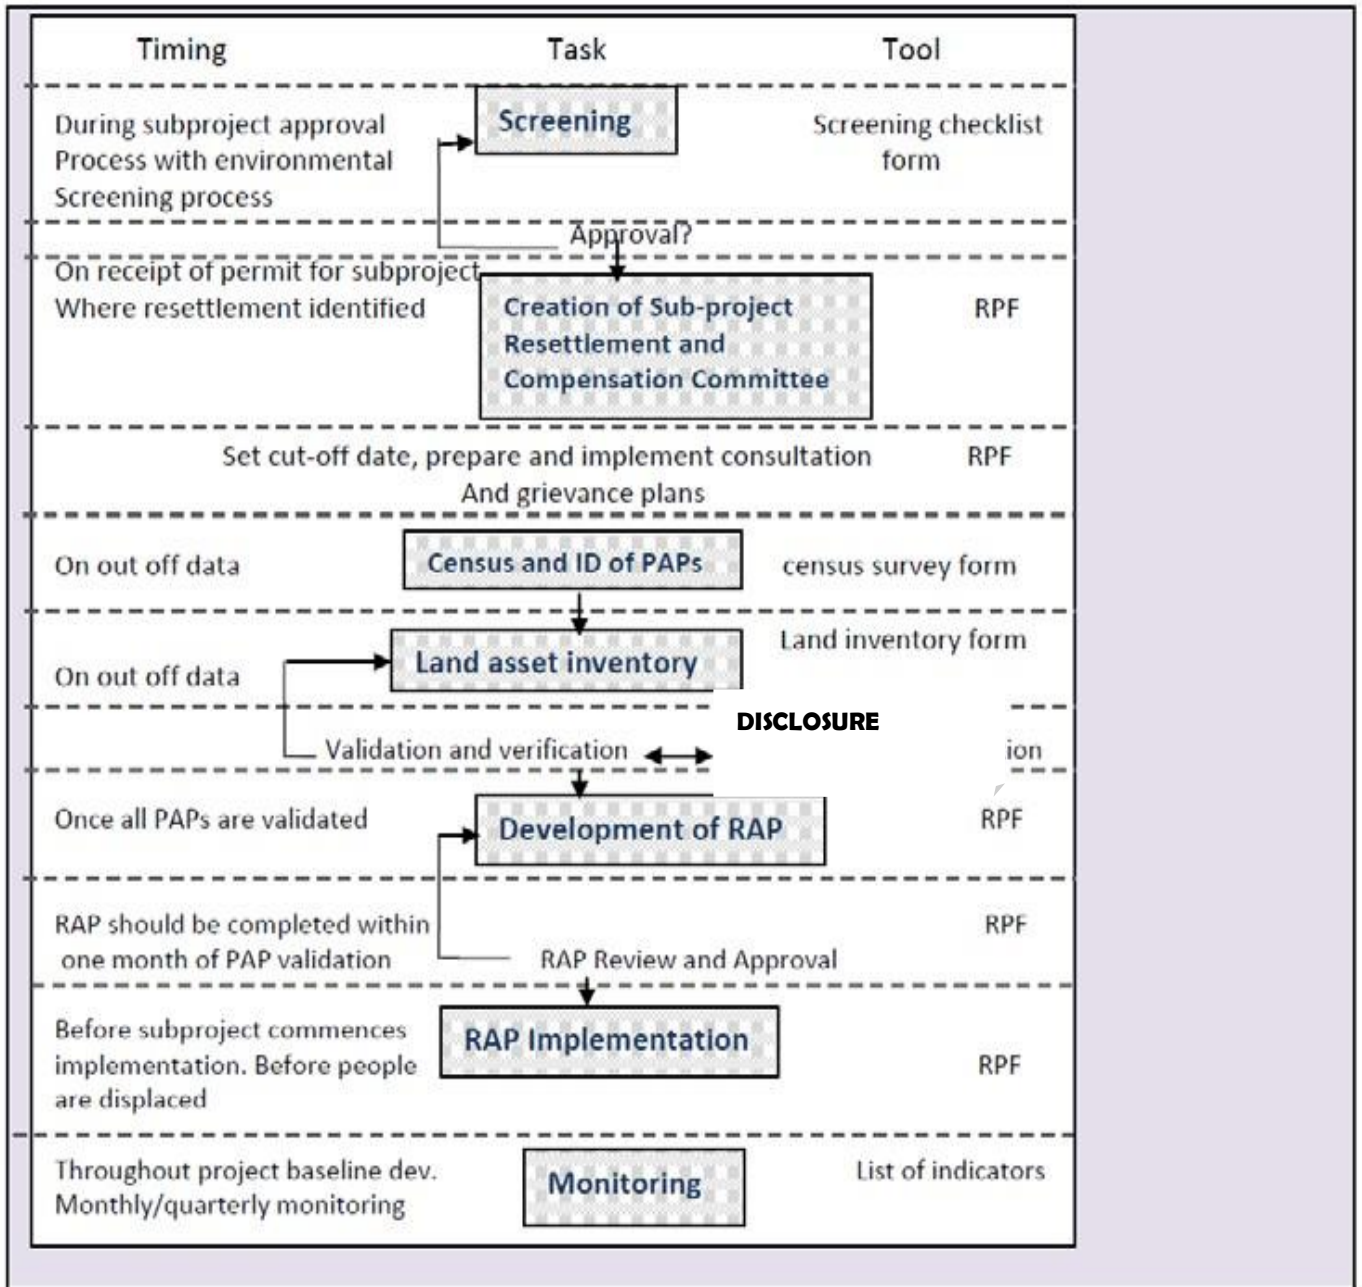 Timing Task Tool
During subproject approval
Process with environmental
Screening process
Screening
Screening checklist
form
Approval?
On receipt of permit for subproject
Where resettlement identified
Creation of Sub-project
Resettlement and
Compensation Committee
RPF
Set cut-off date, prepare and implement consultation
And grievance plans
RPF
On out off data
Census and ID of PAPs
census survey form
On out off data
Land asset inventory
Land inventory form
DISCLOSURE
Validation and verification
ion
Once all PAPs are validated
Development of RAP
RPF
RAP should be completed within
one month of PAP validation
RAP Review and Approval
RPF
Before subproject commences
implementation. Before people
are displaced
RAP Implementation
RPF
Throughout project baseline dev.
Monthly/quarterly monitoring
Monitoring
List of indicators